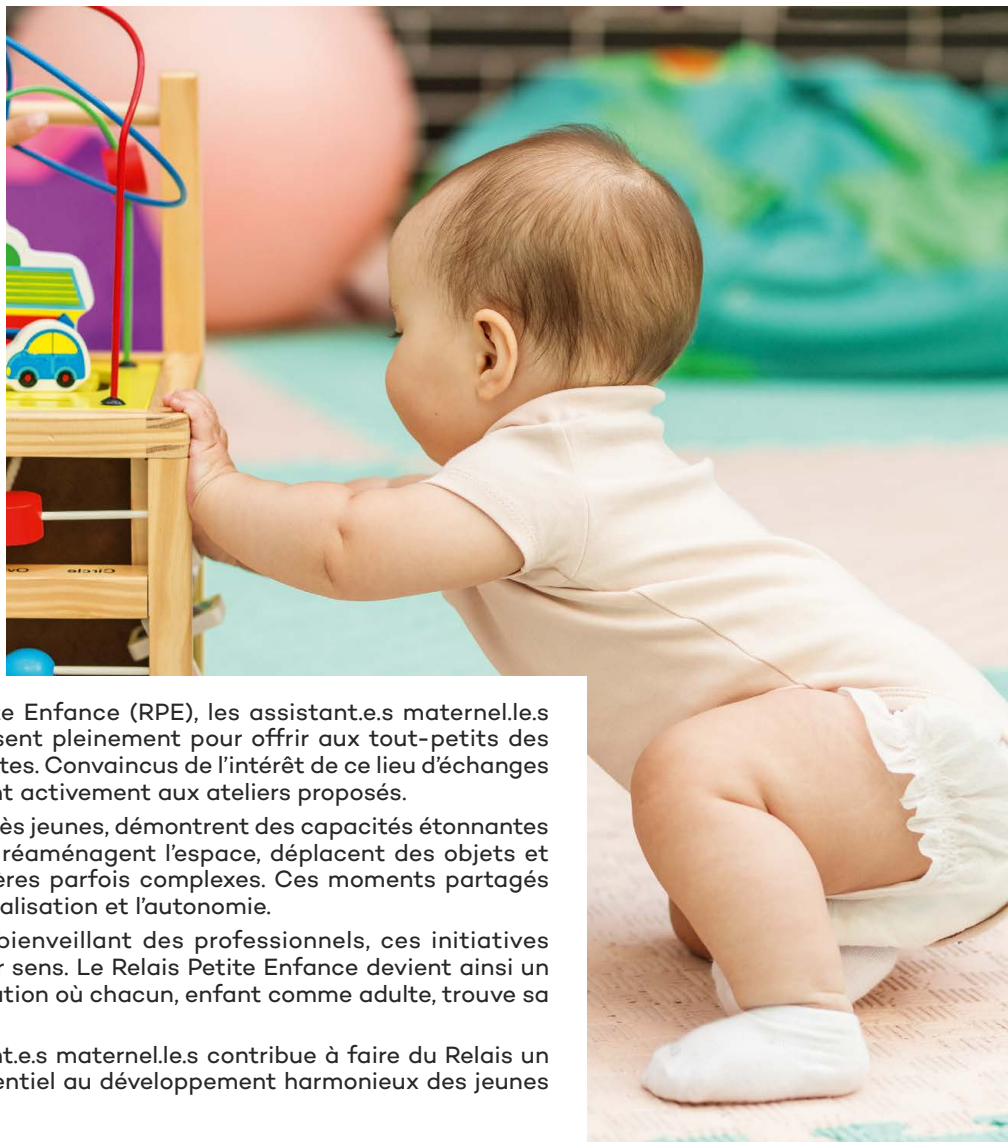 Circle
te Enfance (RPE), les assistant.e.s maternel.le.s
sent pleinement pour offrir aux tout-petits des
tes. Convaincus de l’intérêt de ce lieu d’échanges
nt activement aux ateliers proposés.
ès jeunes, démontrent des capacités étonnantes
réaménagent l’espace, déplacent des objets et
ères parfois complexes. Ces moments partagés
alisation et l’autonomie.
bienveillant des professionnels, ces initiatives
r sens. Le Relais Petite Enfance devient ainsi un
ation où chacun, enfant comme adulte, trouve sa
nt.e.s maternel.le.s contribue à faire du Relais un
entiel au développement harmonieux des jeunes